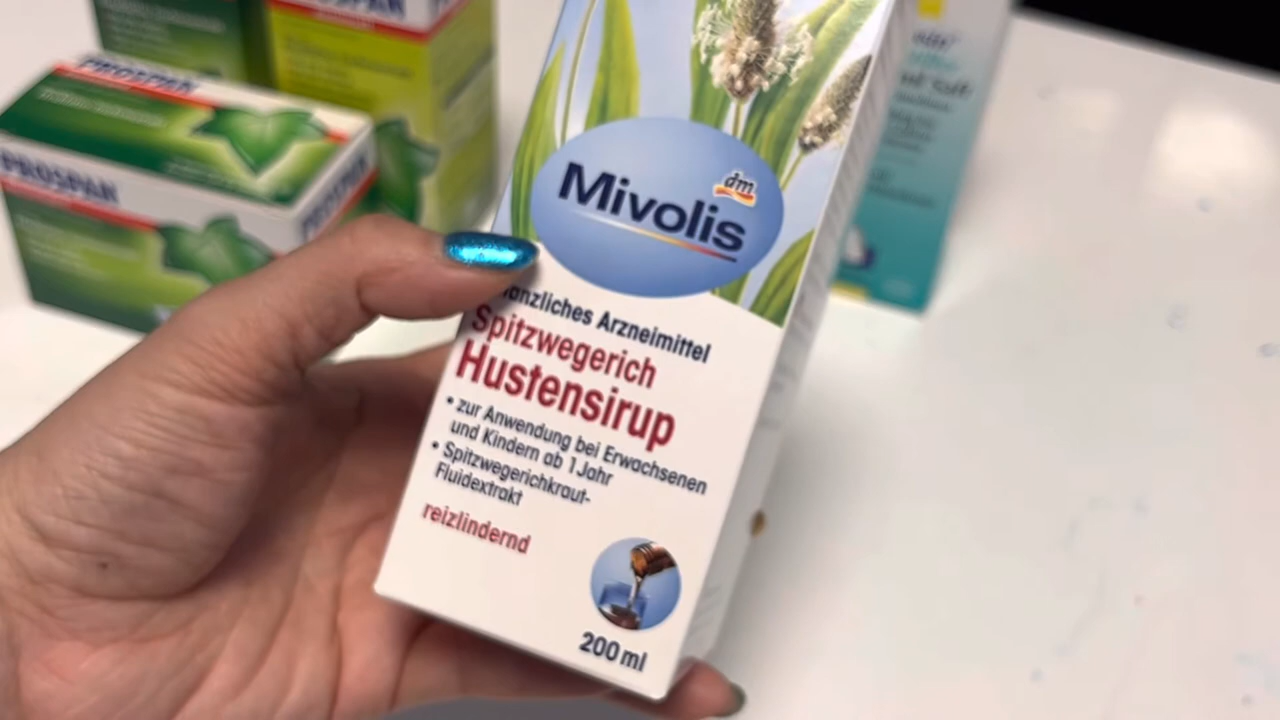 PROSPAN
PROSPAN
PROSPAN
dm
Mivolis
Arzneimittel
Spitzwegerich
Hustensirup
• zur Anwendung bei Erwachsenen
und Kindern ab 1 Jahr
• Spitzwegerichkraut-
Fluidextrakt
reizlindernd
200 ml